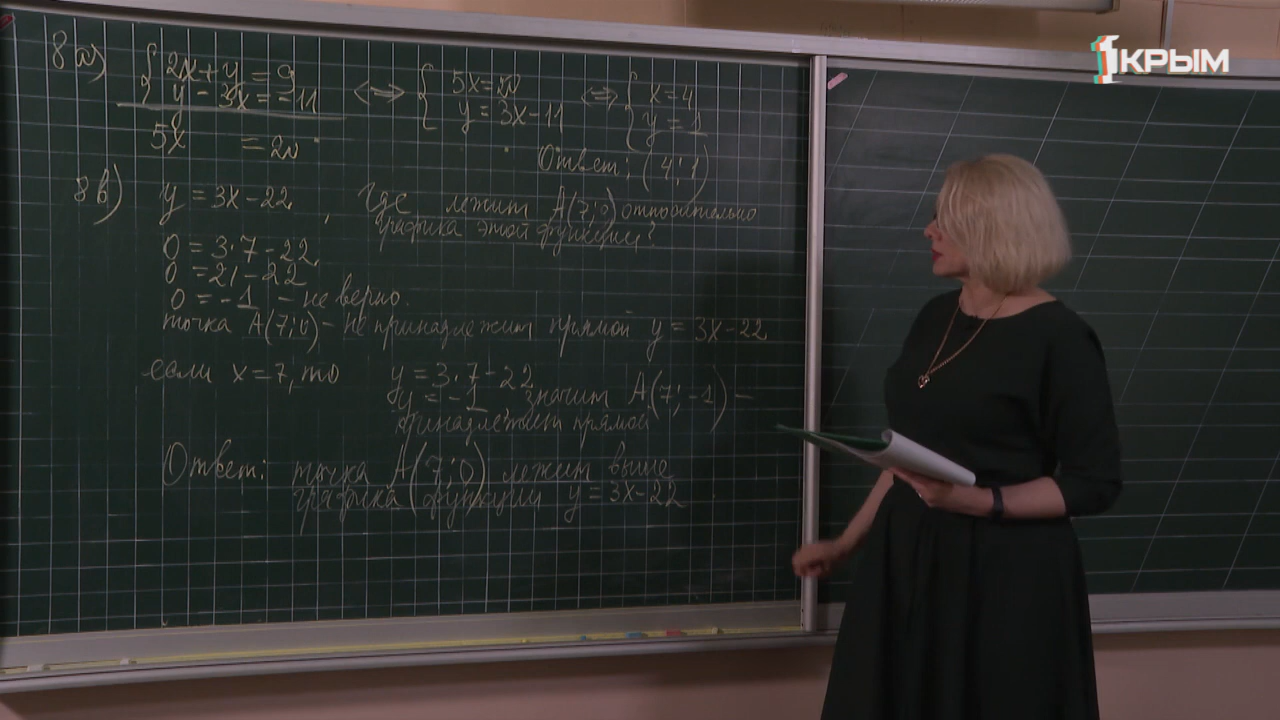 8а) { 2x + y = 9 <=> { 5x = 20 <=> { x = 4
y - 3x = -11 y = 3x - 11 y = 1
5x = 20
Ответ: (4; 1)
8в) y = 3x - 22, где лежит A(7; 0) относительно
графика этой функции?
0 = 3·7 - 22
0 = 21 - 22
0 = -1 - не верно.
точка A(7; 0) - не принадлежит прямой y = 3x - 22
если x = 7, то y = 3·7 - 22
y = -1, значит A(7; -1) -
принадлежит прямой
Ответ: точка A(7; 0) лежит выше
графика функции y = 3x - 22
1КРЫМ